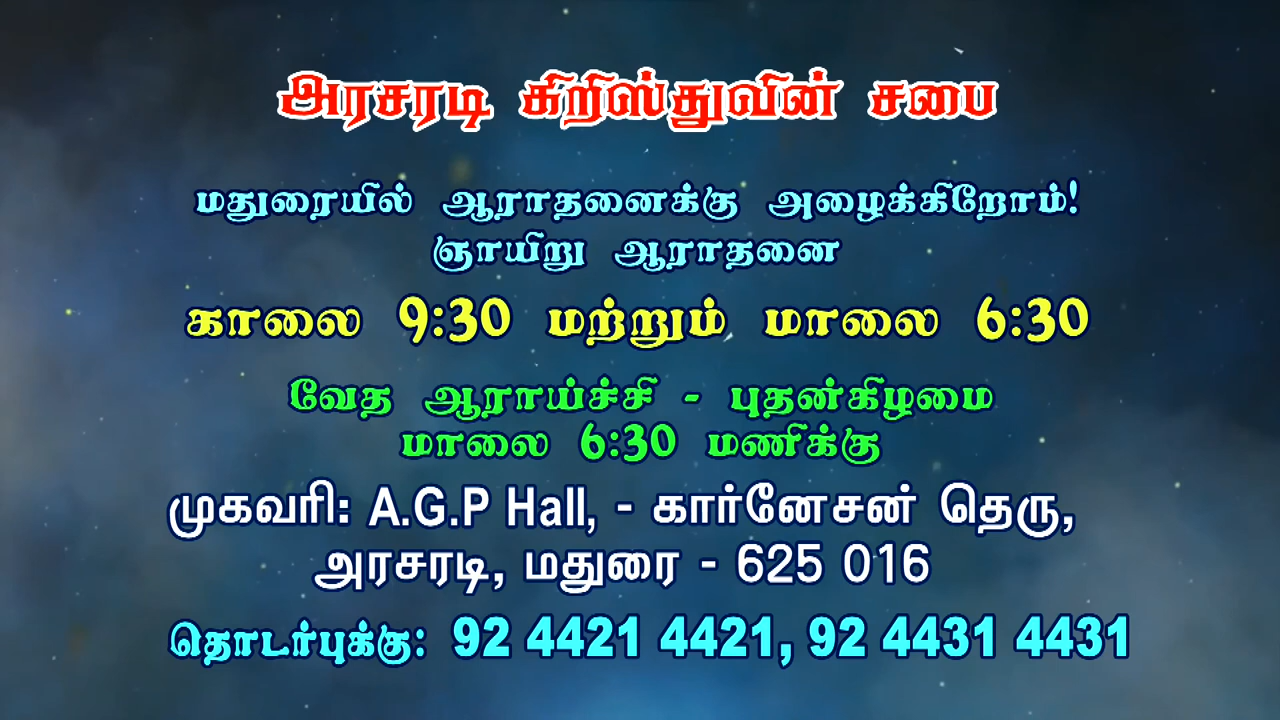 அரசரடி கிறிஸ்துவின் சபை
மதுரையில் ஆராதனைக்கு அழைக்கிறோம்!
ஞாயிறு ஆராதனை
காலை 9:30 மற்றும் மாலை 6:30
வேத ஆராய்ச்சி - புதன்கிழமை
மாலை 6:30 மணிக்கு
முகவரி: A.G.P Hall, - கார்னேசன் தெரு,
அரசரடி, மதுரை - 625 016
தொடர்புக்கு: 92 4421 4421, 92 4431 4431